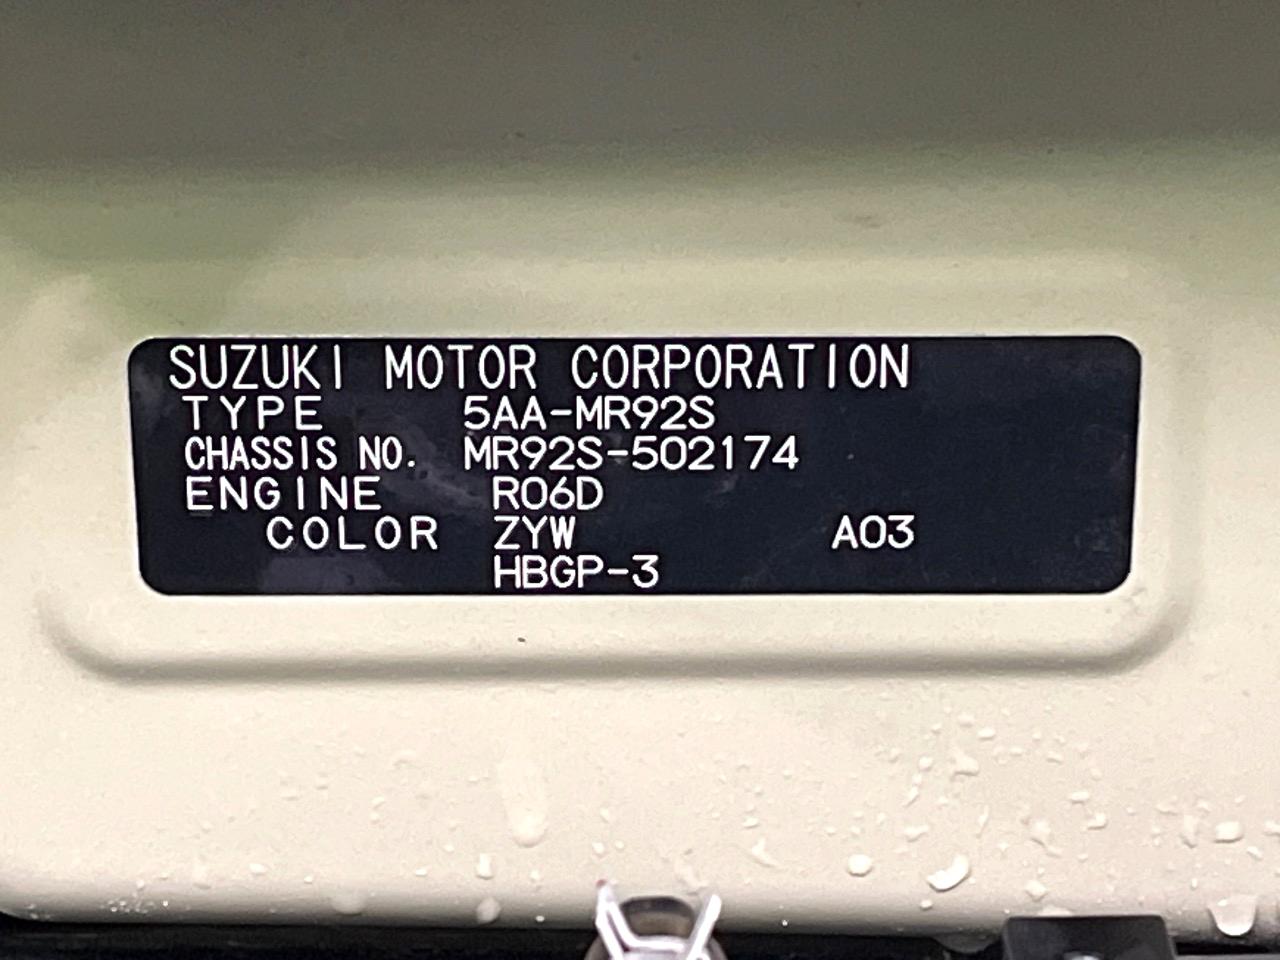 SUZUKI MOTOR CORPORATION
TYPE 5AA-MR92S
CHASSIS NO. MR92S-502174
ENGINE R06D
COLOR ZYW A03
HBGP-3